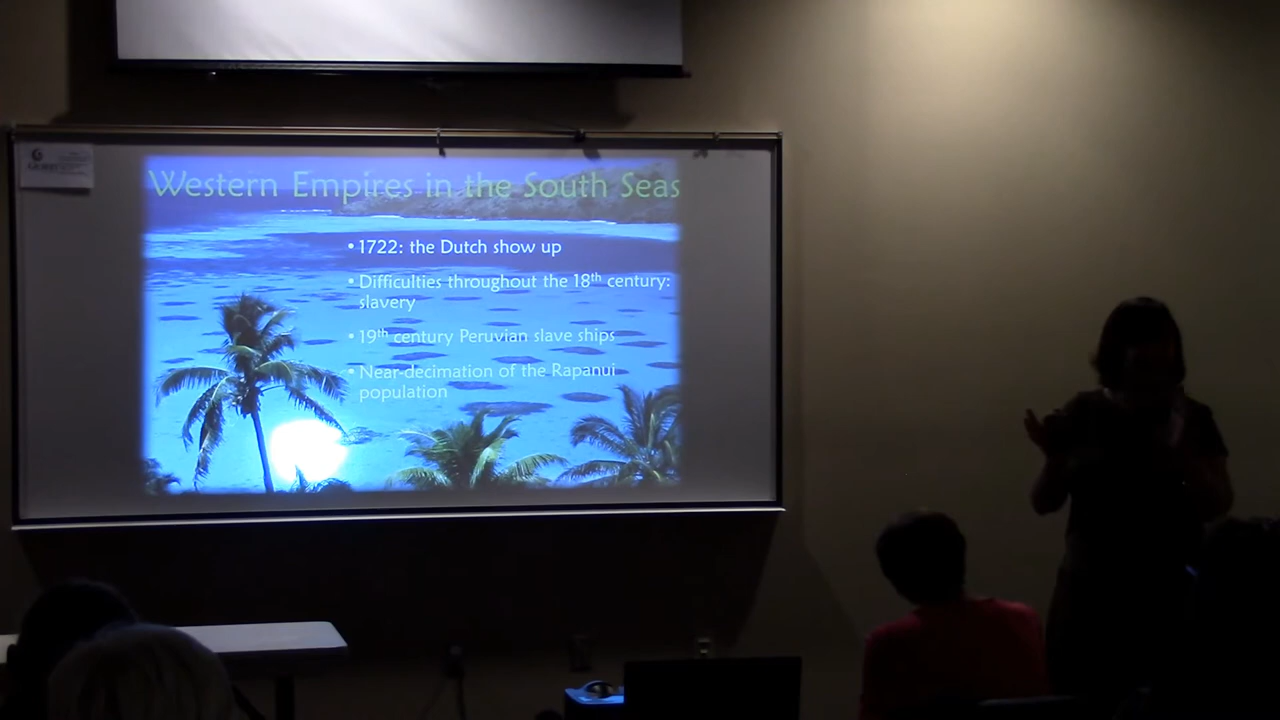 Western Empires in the South Seas
• 1722: the Dutch show up
• Difficulties throughout the 18th century:
slavery
• 19th century Peruvian slave ships
• Near-decimation of the Rapanui
population